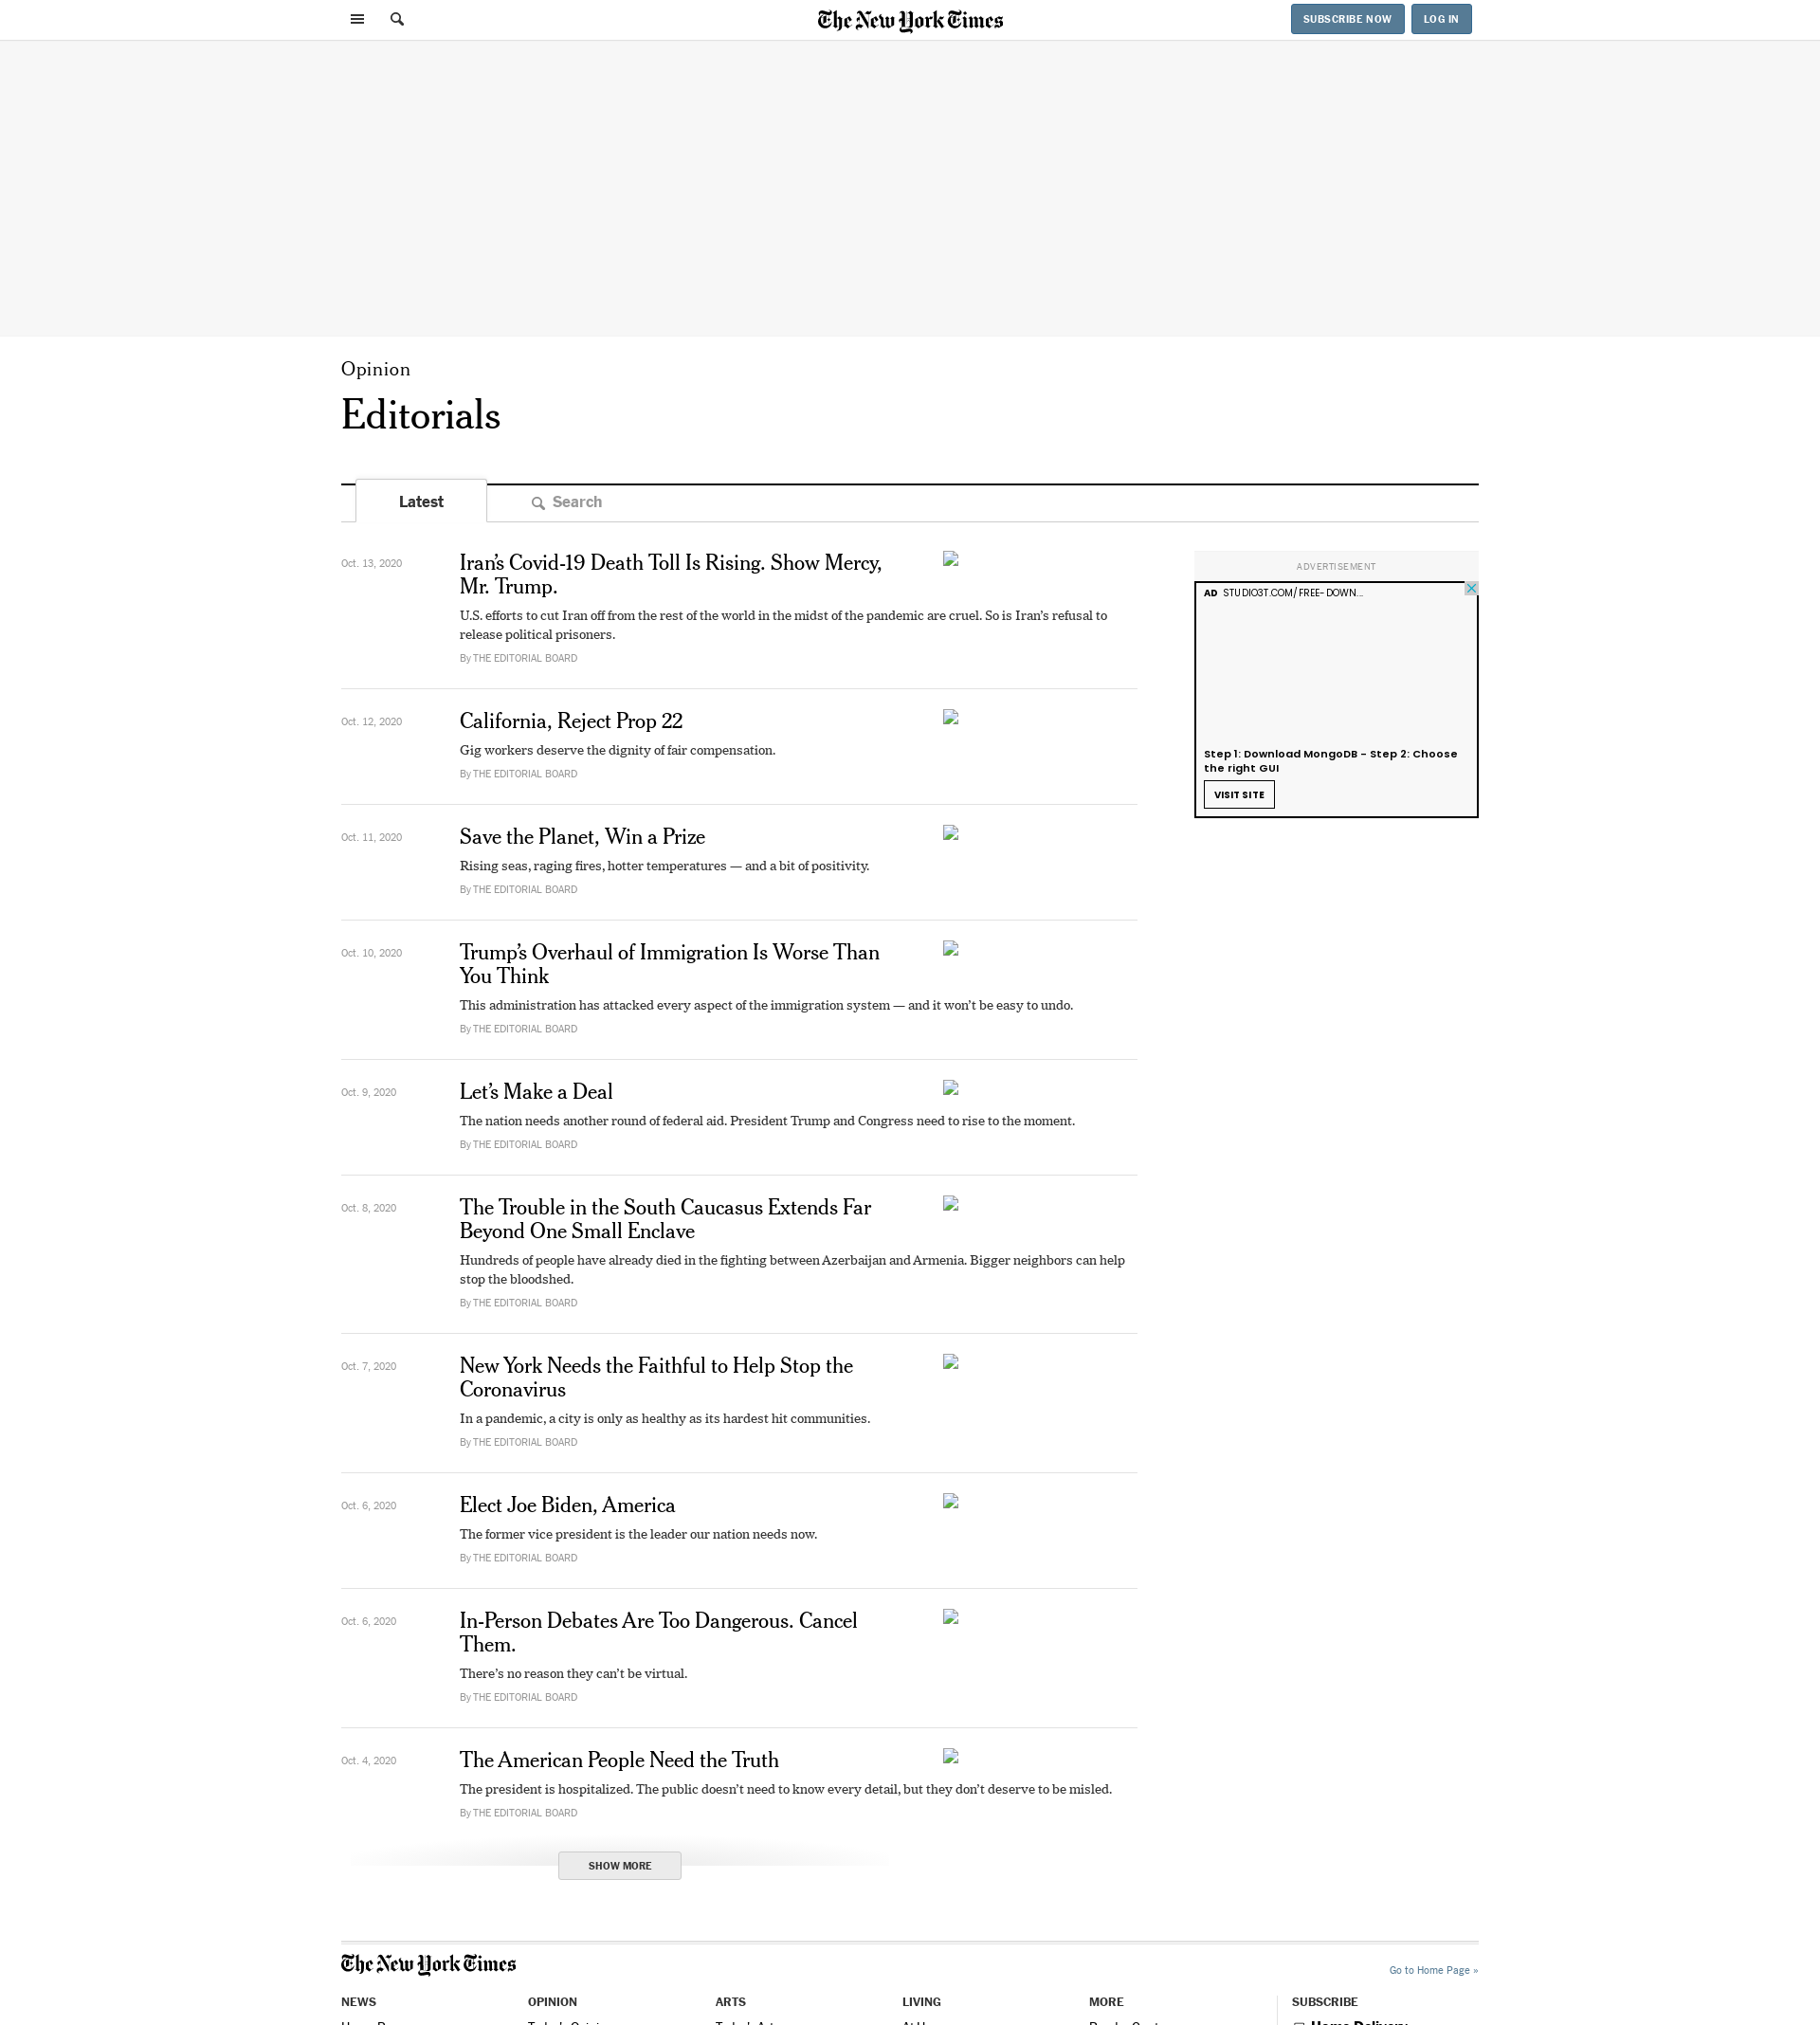 The New York Times
SUBSCRIBE NOW
LOG IN
Opinion
Editorials
Latest
Search
Oct. 13, 2020
Iran’s Covid-19 Death Toll Is Rising. Show Mercy,
Mr. Trump.
U.S. efforts to cut Iran off from the rest of the world in the midst of the pandemic are cruel. So is Iran’s refusal to
release political prisoners.
By THE EDITORIAL BOARD
ADVERTISEMENT
AD STUDIO3T.COM/FREE-DOWN...
Step 1: Download MongoDB - Step 2: Choose
the right GUI
VISIT SITE
Oct. 12, 2020
California, Reject Prop 22
Gig workers deserve the dignity of fair compensation.
By THE EDITORIAL BOARD
Oct. 11, 2020
Save the Planet, Win a Prize
Rising seas, raging fires, hotter temperatures — and a bit of positivity.
By THE EDITORIAL BOARD
Oct. 10, 2020
Trump’s Overhaul of Immigration Is Worse Than
You Think
This administration has attacked every aspect of the immigration system — and it won’t be easy to undo.
By THE EDITORIAL BOARD
Oct. 9, 2020
Let’s Make a Deal
The nation needs another round of federal aid. President Trump and Congress need to rise to the moment.
By THE EDITORIAL BOARD
Oct. 8, 2020
The Trouble in the South Caucasus Extends Far
Beyond One Small Enclave
Hundreds of people have already died in the fighting between Azerbaijan and Armenia. Bigger neighbors can help
stop the bloodshed.
By THE EDITORIAL BOARD
Oct. 7, 2020
New York Needs the Faithful to Help Stop the
Coronavirus
In a pandemic, a city is only as healthy as its hardest hit communities.
By THE EDITORIAL BOARD
Oct. 6, 2020
Elect Joe Biden, America
The former vice president is the leader our nation needs now.
By THE EDITORIAL BOARD
Oct. 6, 2020
In-Person Debates Are Too Dangerous. Cancel
Them.
There’s no reason they can’t be virtual.
By THE EDITORIAL BOARD
Oct. 4, 2020
The American People Need the Truth
The president is hospitalized. The public doesn’t need to know every detail, but they don’t deserve to be misled.
By THE EDITORIAL BOARD
SHOW MORE
The New York Times
Go to Home Page »
NEWS
OPINION
ARTS
LIVING
MORE
SUBSCRIBE